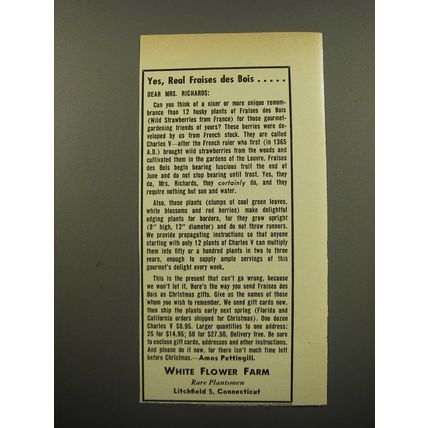 Yes, Real Fraises des Bois . . . . .
DEAR MRS. RICHARDS:
Can you think of a nicer or more unique remem-
brance than 12 husky plants of Fraises des Bois
(Wild Strawberries from France) for those gourmet-
gardening friends of yours? These berries were de-
veloped by us from French stock. They are called
Charles V—after the French ruler who first (in 1365
A.D.) brought wild strawberries from the woods and
cultivated them in the gardens of the Louvre. Fraises
des Bois begin bearing luscious fruit the end of
June and do not stop bearing until frost. Yes, they
do, Mrs. Richards, they certainly do, and they
require nothing but sun and water.
Also, these plants (clumps of cool green leaves,
white blossoms and red berries) make delightful
edging plants for borders, for they grow upright
(8" high, 12" diameter) and do not throw runners.
We provide propagating instructions so that anyone
starting with only 12 plants of Charles V can multiply
them into fifty or a hundred plants in two to three
years, enough to supply ample servings of this
gourmet's delight every week.
This is the present that can't go wrong, because
we won't let it. Here's the way you send Fraises
des Bois as Christmas gifts. Give us the names of those
whom you wish to remember. We send gift cards now,
then ship the plants early next spring (Florida and
California orders shipped for Christmas). One dozen
Charles V $8.95. Larger quantities to one address:
25 for $14.95; 50 for $27.50. Delivery free. Be sure
to enclose gift cards, addresses and other instructions.
And please do it now, for there isn't much time left
before Christmas.—Amos Pettingill.
WHITE FLOWER FARM
Rare Plantsmen
Litchfield 5, Connecticut